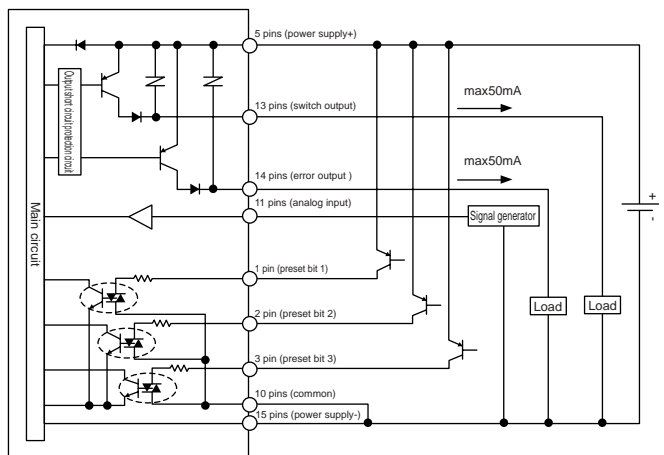 5 pins (power supply+)
Output short circuit protection circuit
max50mA
13 pins (switch output)
max50mA
14 pins (error output )
11 pins (analog input)
Signal generator
Main circuit
+
-
1 pin (preset bit 1)
Load
Load
2 pin (preset bit 2)
3 pin (preset bit 3)
10 pins (common)
15 pins (power supply-)